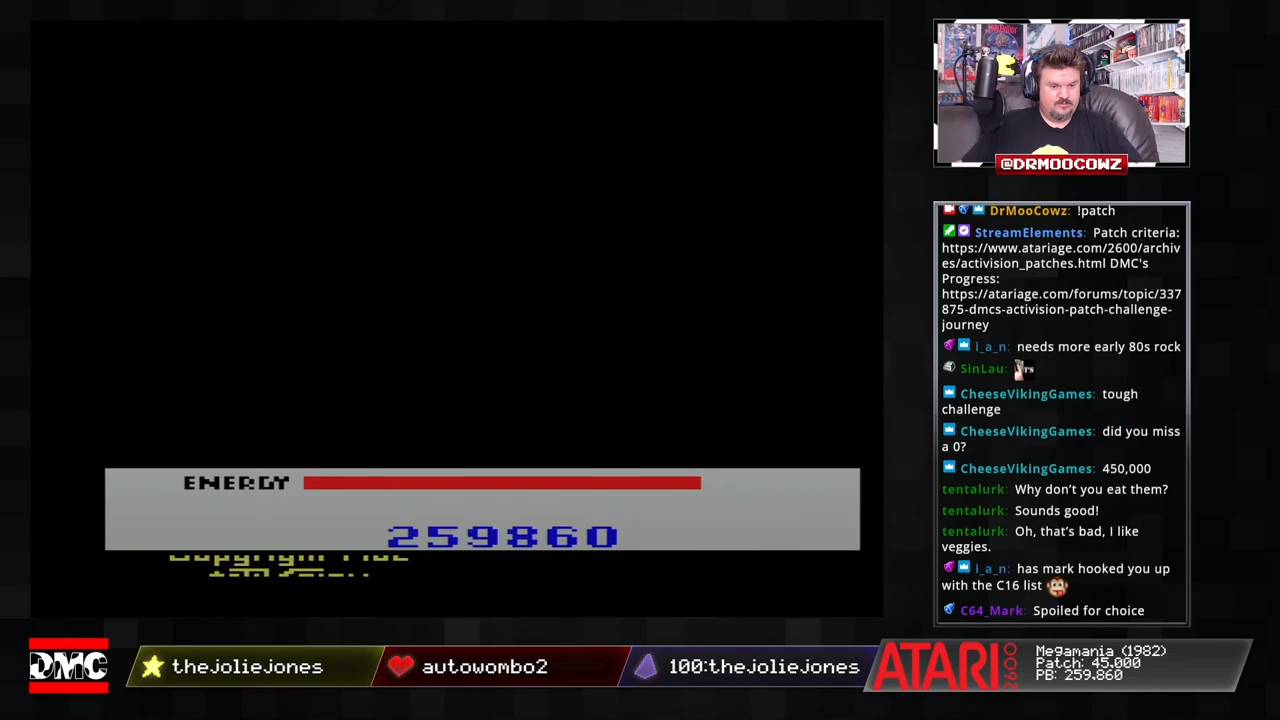 ENERGY
259860
@DRMOOCOWZ
DrMooCowz: !patch
StreamElements: Patch criteria:
https://www.atariage.com/2600/archiv
es/activision_patches.html DMC's
Progress:
https://atariage.com/forums/topic/337
875-dmcs-activision-patch-challenge-
journey
i_a_n: needs more early 80s rock
SinLau:
CheeseVikingGames: tough
challenge
CheeseVikingGames: did you miss
a 0?
CheeseVikingGames: 450,000
tentalurk: Why don't you eat them?
tentalurk: Sounds good!
tentalurk: Oh, that's bad, I like
veggies.
i_a_n: has mark hooked you up
with the C16 list
C64_Mark: Spoiled for choice
DMC
thejoliejones
autowombo2
100:thejoliejones
ATARI 2600
Megamania (1982)
Patch: 45.000
PB: 259.860